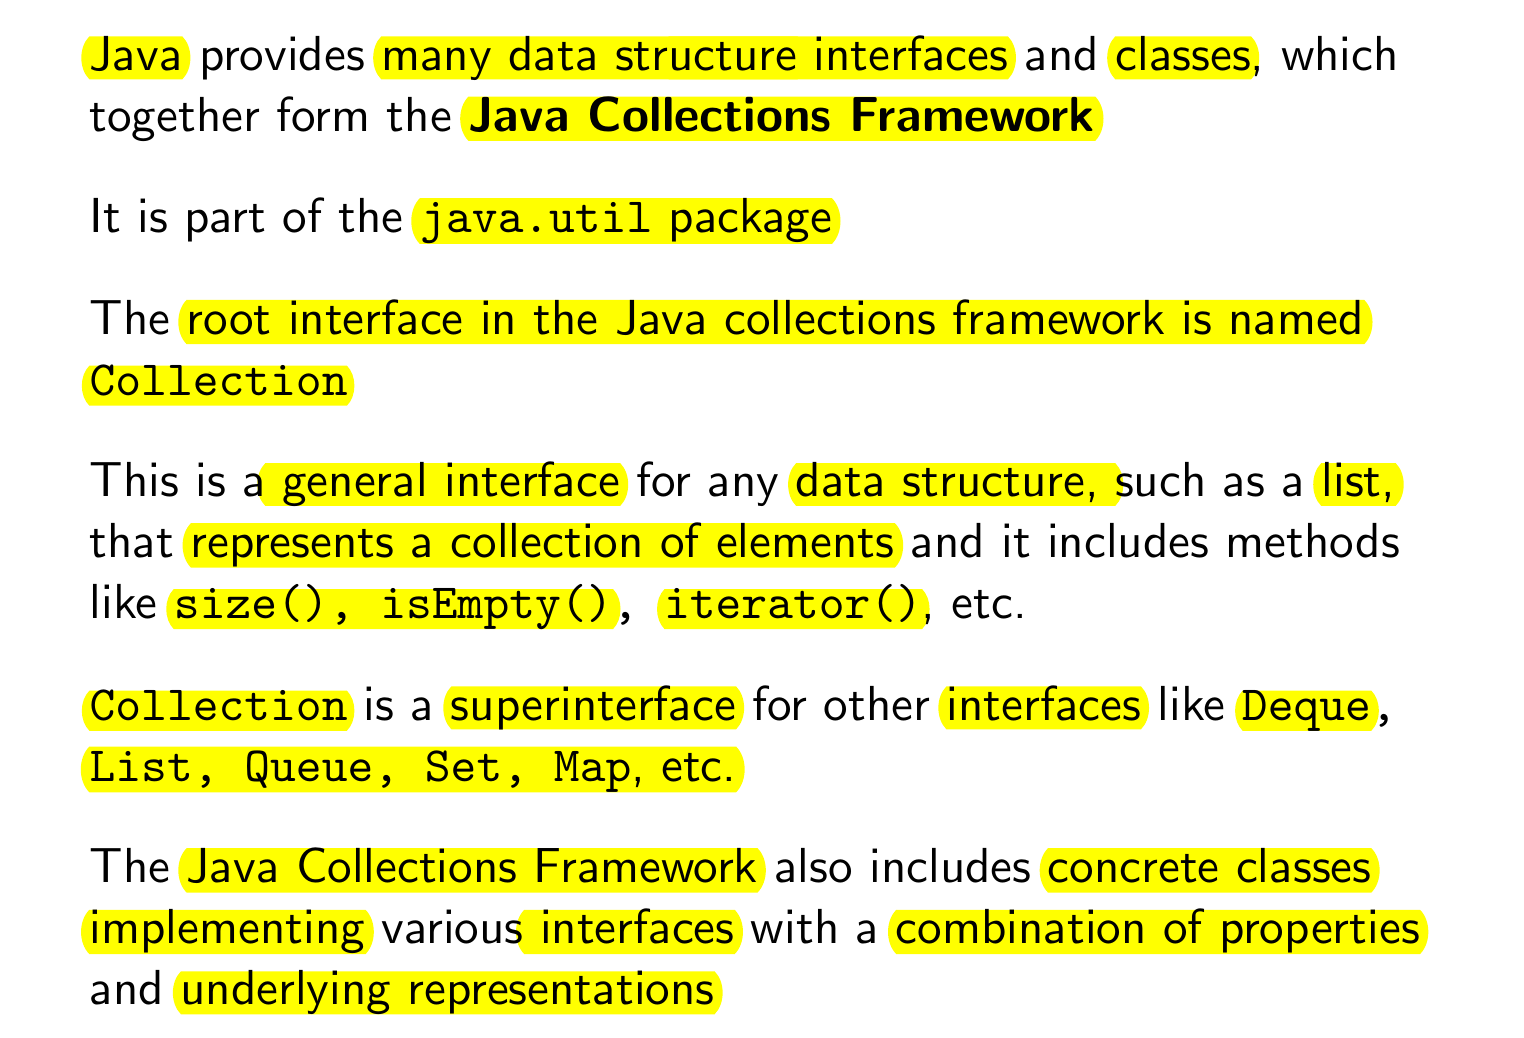 Java provides many data structure interfaces and classes, which
together form the Java Collections Framework
It is part of the java.util package
The root interface in the Java collections framework is named
Collection
This is a general interface for any data structure, such as a list,
that represents a collection of elements and it includes methods
like size(), isEmpty(), iterator(), etc.
Collection is a superinterface for other interfaces like Deque,
List, Queue, Set, Map, etc.
The Java Collections Framework also includes concrete classes
implementing various interfaces with a combination of properties
and underlying representations